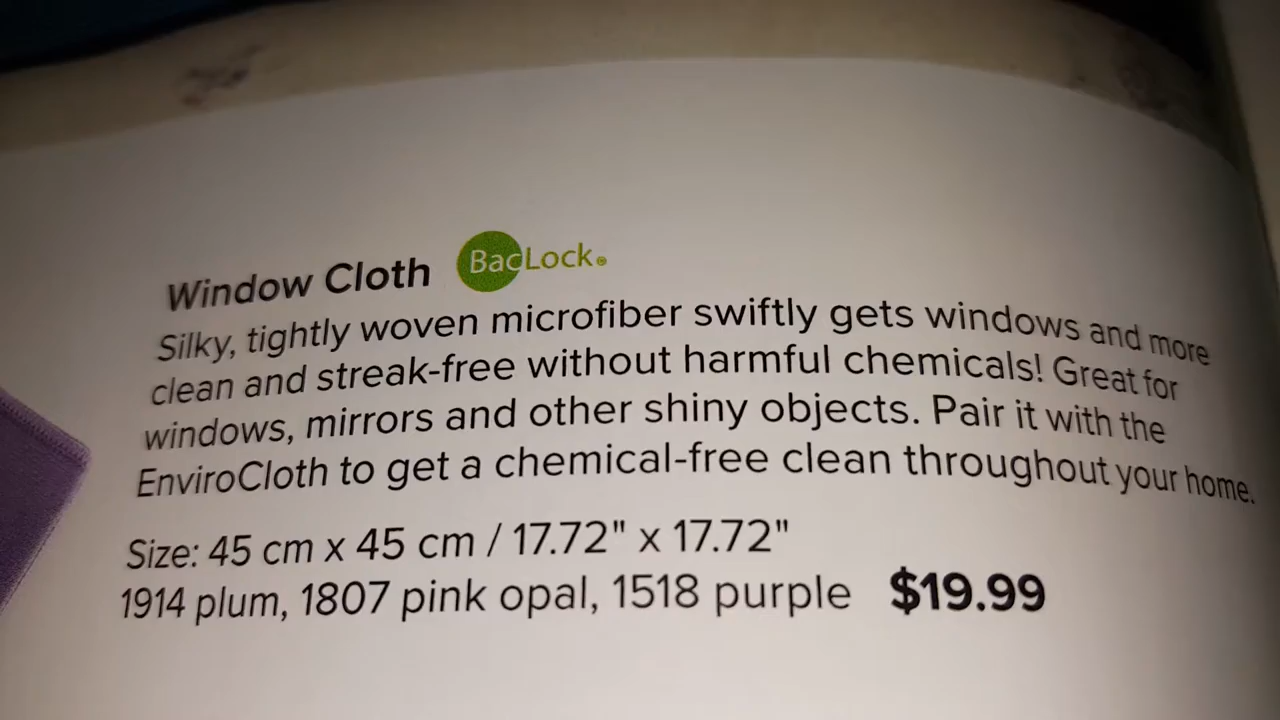 Window Cloth BacLock®
Silky, tightly woven microfiber swiftly gets windows and more
clean and streak-free without harmful chemicals! Great for
windows, mirrors and other shiny objects. Pair it with the
EnviroCloth to get a chemical-free clean throughout your home.
Size: 45 cm x 45 cm / 17.72" x 17.72"
1914 plum, 1807 pink opal, 1518 purple $19.99